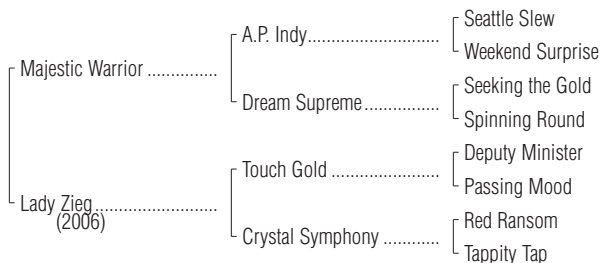 Seattle Slew
A.P. Indy......................................
Weekend Surprise
Majestic Warrior ...............
Seeking the Gold
Dream Supreme.....................
Spinning Round
Deputy Minister
Touch Gold ..............................
Passing Mood
Lady Zieg...........................
(2006)
Red Ransom
Crystal Symphony ............
Tappity Tap